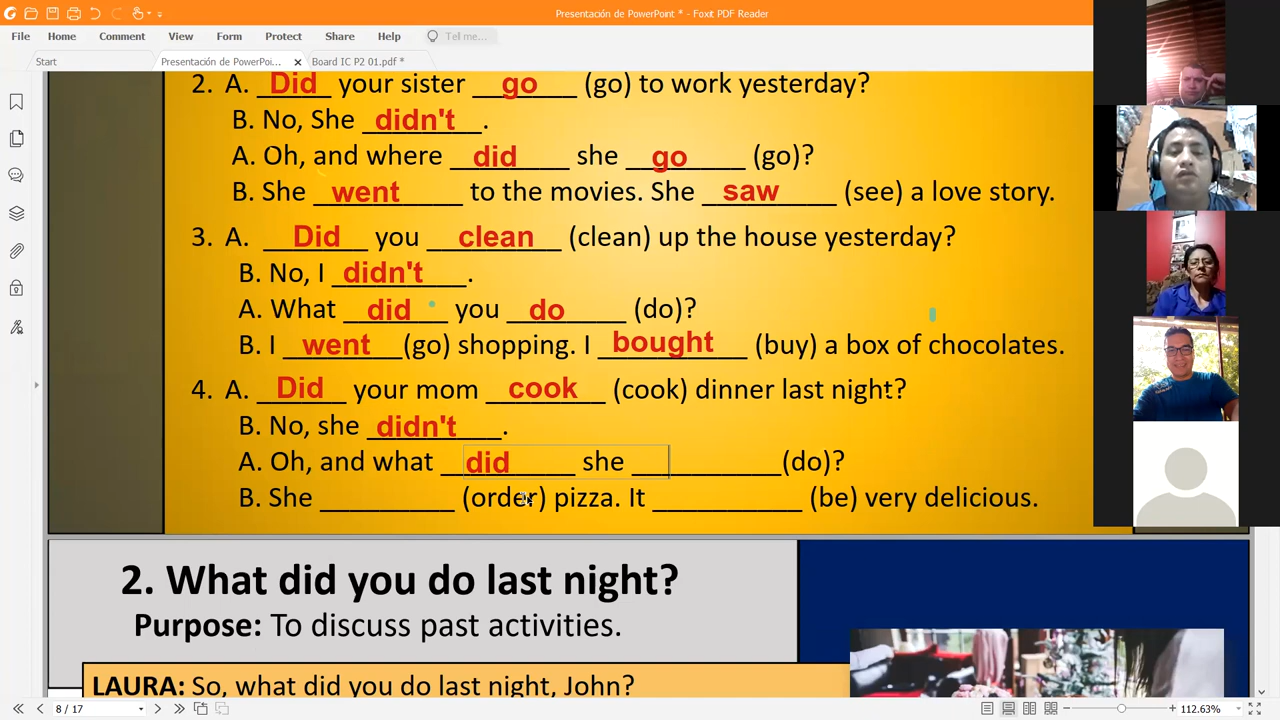 Presentación de PowerPoint * - Foxit PDF Reader
File Home Comment View Form Protect Share Help Tell me...
Start Presentación de PowerPoi... × Board IC P2 01.pdf *
2. A. Did your sister go (go) to work yesterday?
B. No, She didn't.
A. Oh, and where did she go (go)?
B. She went to the movies. She saw (see) a love story.
3. A. Did you clean (clean) up the house yesterday?
B. No, I didn't.
A. What did you do (do)?
B. I went (go) shopping. I bought (buy) a box of chocolates.
4. A. Did your mom cook (cook) dinner last night?
B. No, she didn't.
A. Oh, and what did she __________(do)?
B. She _________ (order) pizza. It __________ (be) very delicious.
2. What did you do last night?
Purpose: To discuss past activities.
LAURA: So, what did you do last night, John?
8 / 17 112.63%